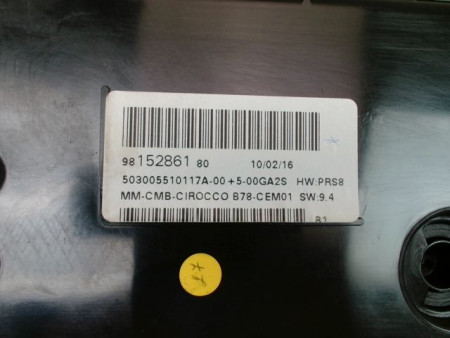 98 152861 80 10/02/16
503005510117A-00+5-00GA2S HW:PRS8
MM-CMB-CIROCCO B78-CEM01 SW.9.4